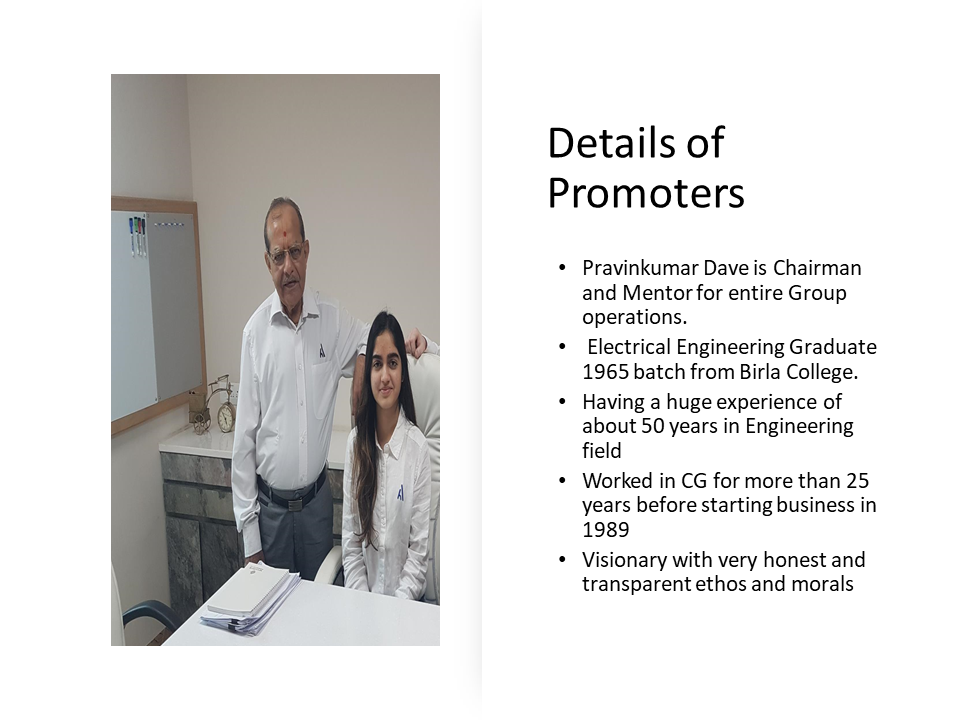 Details of
Promoters
• Pravinkumar Dave is Chairman
and Mentor for entire Group
operations.
• Electrical Engineering Graduate
1965 batch from Birla College.
• Having a huge experience of
about 50 years in Engineering
field
• Worked in CG for more than 25
years before starting business in
1989
• Visionary with very honest and
transparent ethos and morals